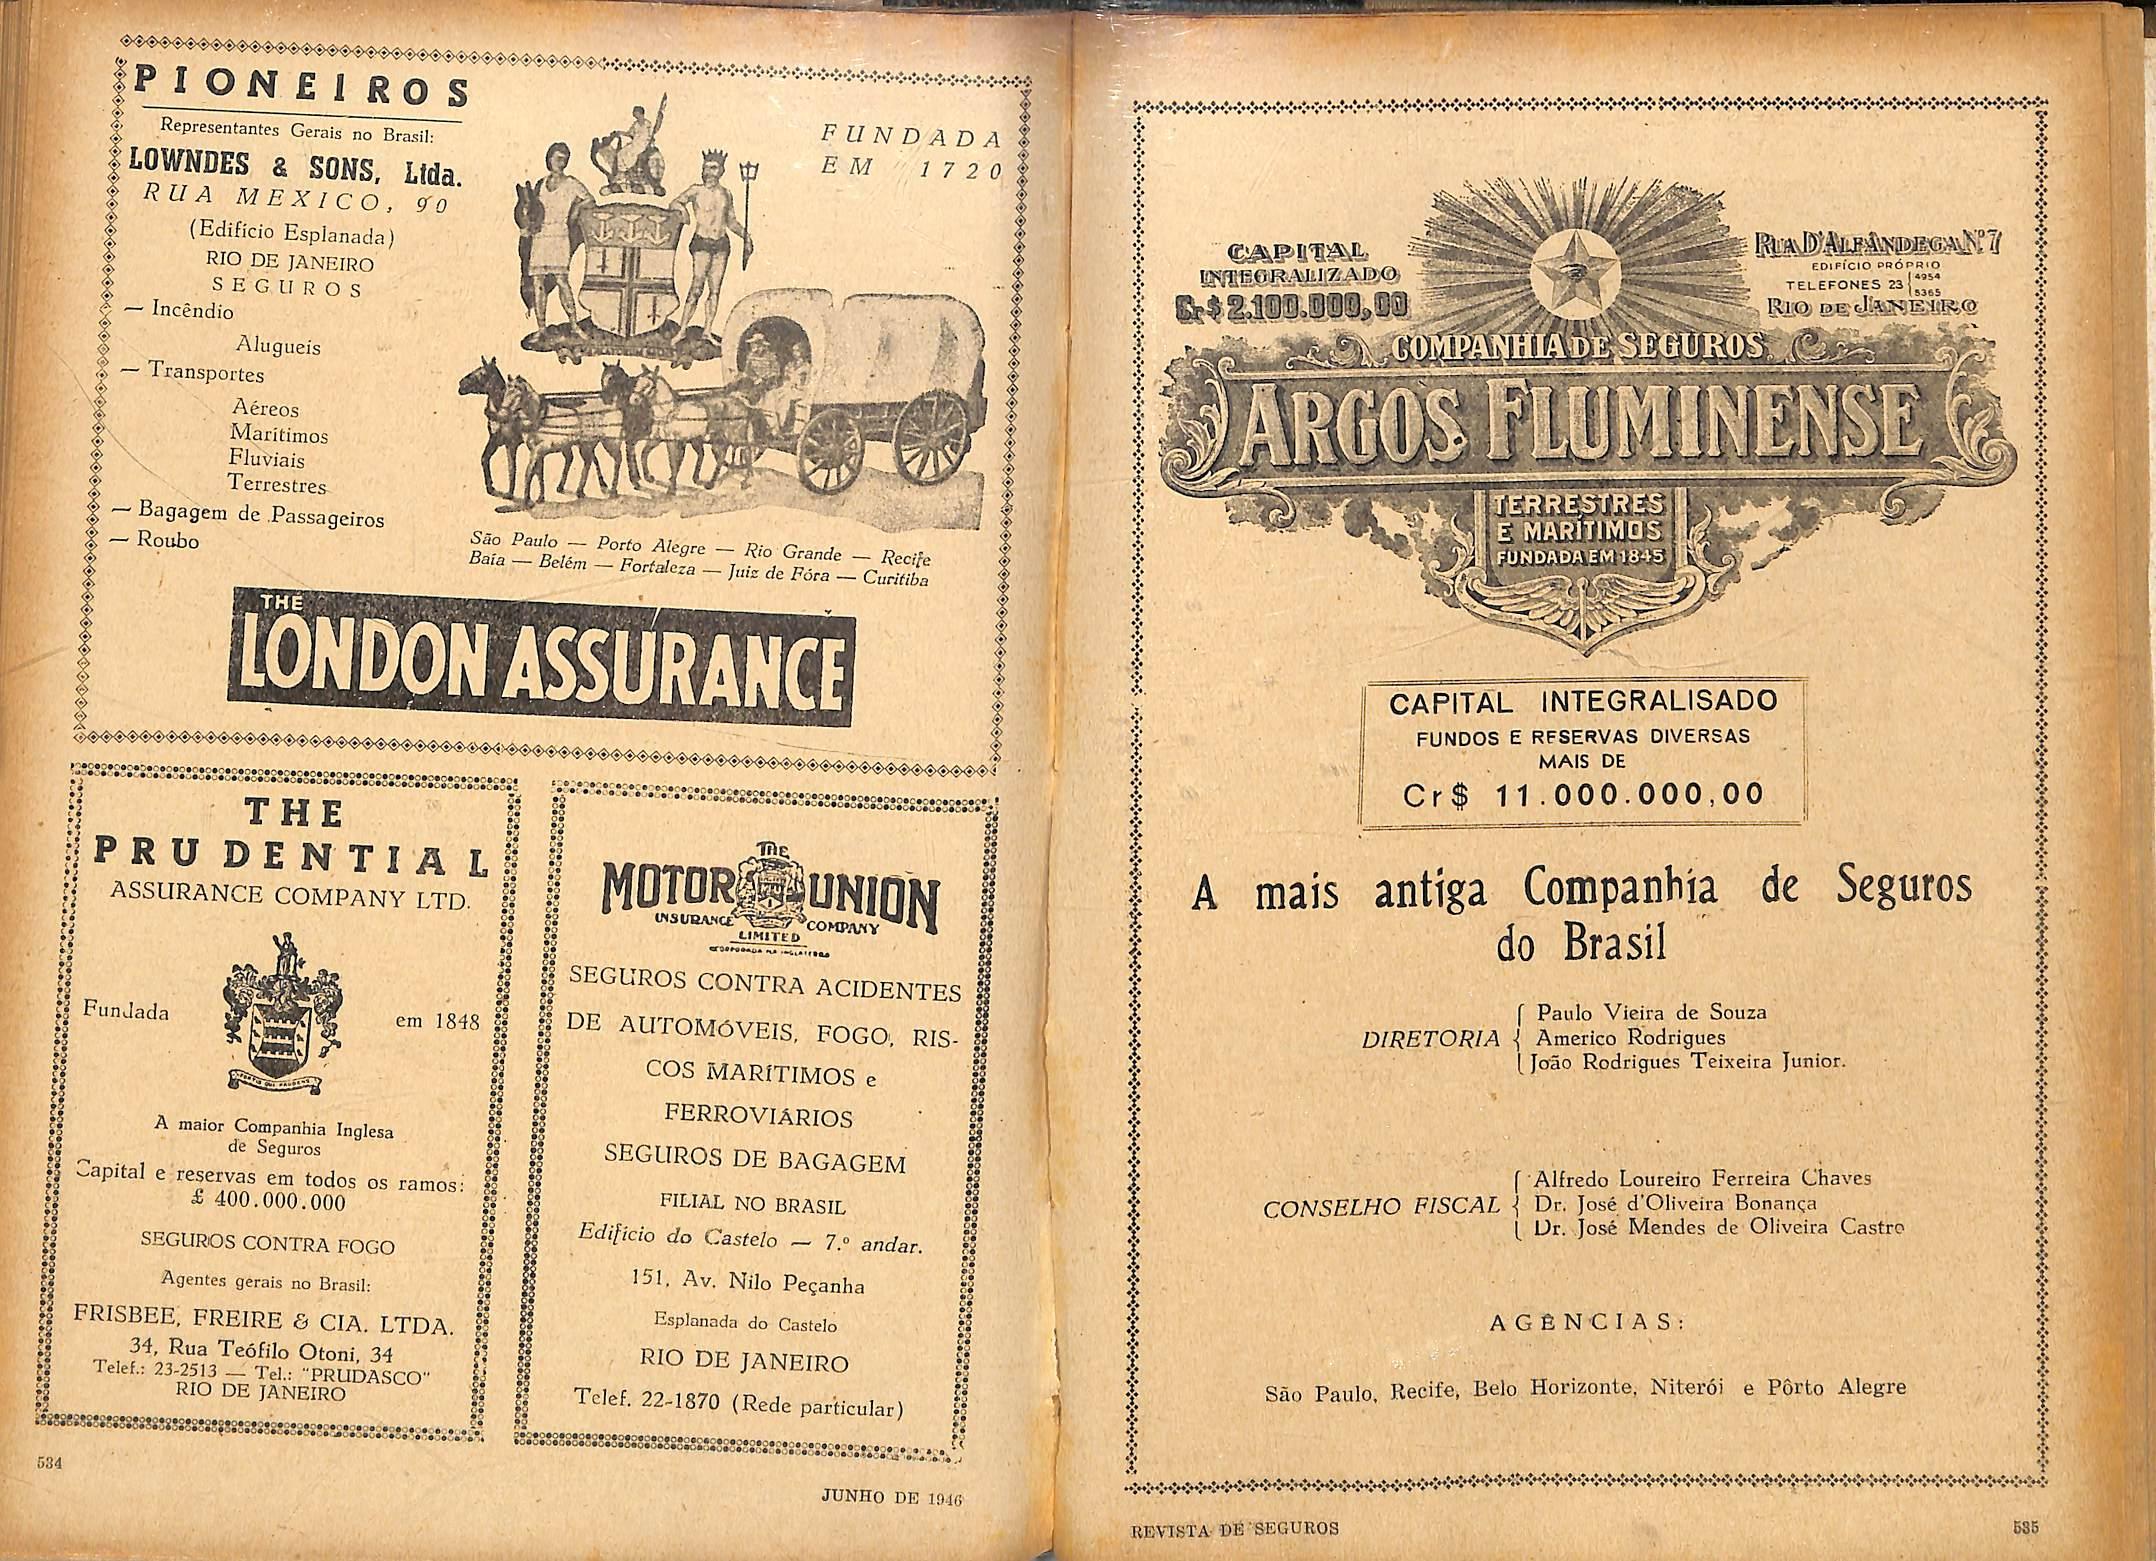 PIONEIROS
Representantes Gerais no Brasil:
LOWNDES & SONS, Ltda.
RUA MEXICO, 90
(Edifício Esplanada)
RIO DE JANEIRO
SEGUROS
— Incêndio
Alugueis
— Transportes
Aéreos
Marítimos
Fluviais
Terrestres
— Bagagem de Passageiros
— Roubo
FUNDADA
EM 1720
São Paulo — Porto Alegre — Rio Grande — Recife
Baía — Belém — Fortaleza — Juiz de Fóra — Curitiba
THE
LONDON ASSURANCE
THE
PRUDENTIAL
ASSURANCE COMPANY LTD.
Fundada em 1848
A maior Companhia Inglesa
de Seguros
Capital e reservas em todos os ramos:
£ 400.000.000
SEGUROS CONTRA FOGO
Agentes gerais no Brasil:
FRISBEE, FREIRE & CIA. LTDA.
34, Rua Teófilo Otoni, 34
Telef.: 23-2513 — Tel.: "PRUDASCO"
RIO DE JANEIRO
THE
MOTOR UNION
INSURANCE COMPANY
LIMITED
SEGUROS CONTRA ACIDENTES
DE AUTOMÓVEIS, FOGO, RIS-
COS MARÍTIMOS e
FERROVIÁRIOS
SEGUROS DE BAGAGEM
FILIAL NO BRASIL
Edifício do Castelo — 7.º andar.
151, Av. Nilo Peçanha
Esplanada do Castelo
RIO DE JANEIRO
Telef. 22-1870 (Rede particular)
534
JUNHO DE 1946
CAPITAL
INTEGRALIZADO
Cr$ 2.100.000,00
RUA D'ALFÂNDEGA Nº 7
EDIFÍCIO PRÓPRIO
TELEFONES 23 { 4954
5365
RIO DE JANEIRO
COMPANHIA DE SEGUROS
ARGOS FLUMINENSE
TERRESTRES
E MARÍTIMOS
FUNDADA EM 1845
CAPITAL INTEGRALISADO
FUNDOS E RESERVAS DIVERSAS
MAIS DE
Cr$ 11.000.000,00
A mais antiga Companhia de Seguros
do Brasil
DIRETORIA
Paulo Vieira de Souza
Americo Rodrigues
João Rodrigues Teixeira Junior.
CONSELHO FISCAL
Alfredo Loureiro Ferreira Chaves
Dr. José d'Oliveira Bonança
Dr. José Mendes de Oliveira Castro
AGÊNCIAS:
São Paulo, Recife, Belo Horizonte, Niterói e Pôrto Alegre
REVISTA DE SEGUROS
535